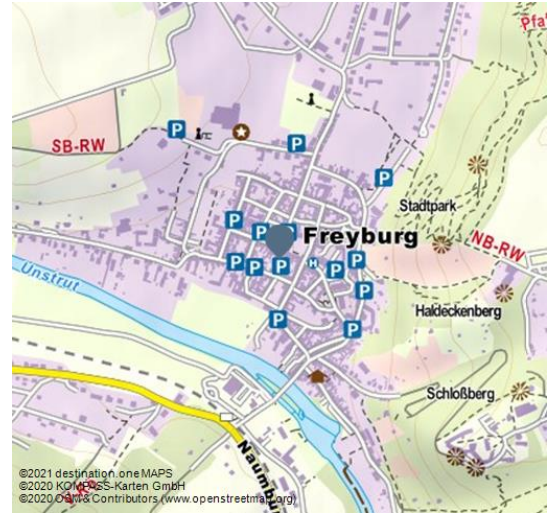 Pfa
P
P
SB-RW
P
Stadtpark
P
P
P
Freyburg
NB-RW
P
P
P
H
P
P
Unstrut
P
Haldeckenberg
P
P
Schloßberg
Naumbu
©2021 destination.one MAPS
©2020 KOMPASS-Karten GmbH
©2020 OSM & Contributors (www.openstreetmap.org)